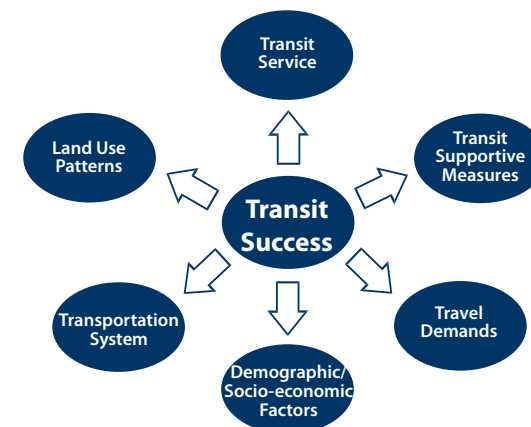 Transit
Service
Land Use
Patterns
Transit
Supportive
Measures
Transit
Success
Transportation
System
Travel
Demands
Demographic/
Socio-economic
Factors